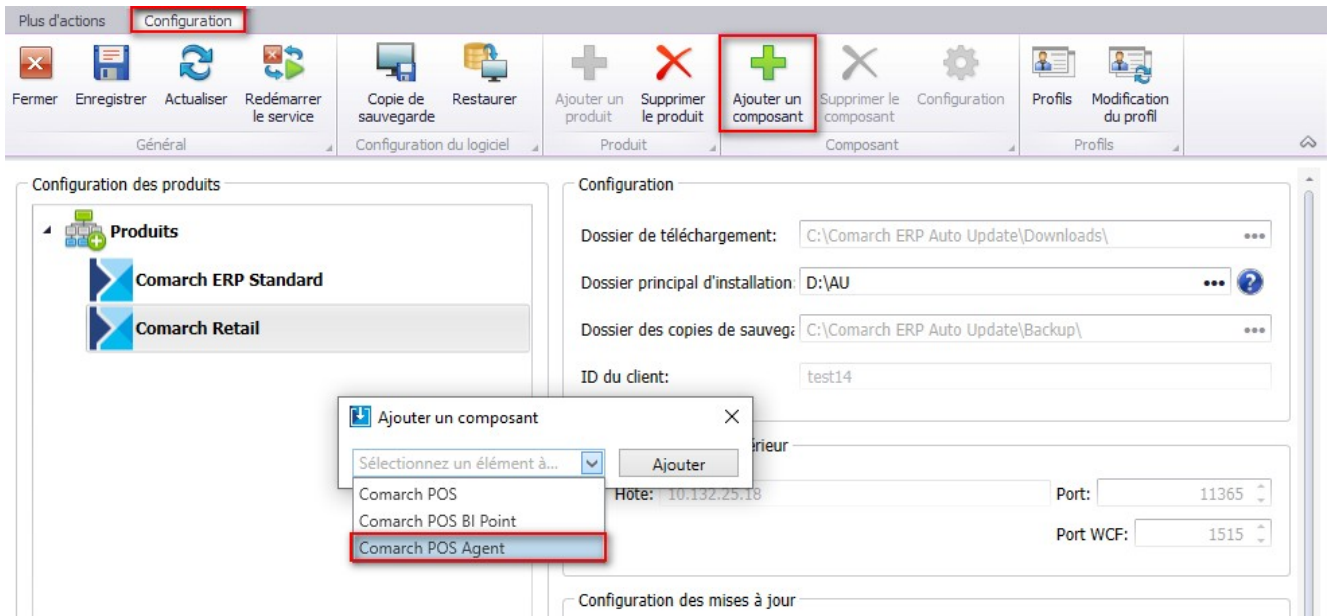 Plus d'actions Configuration
Fermer Enregistrer Actualiser Redémarrer le service Copie de sauvegarde Restaurer Ajouter un produit Supprimer le produit Ajouter un composant Supprimer le composant Configuration Profils Modification du profil
Général Configuration du logiciel Produit Composant Profils
Configuration des produits
Produits
Comarch ERP Standard
Comarch Retail
Configuration
Dossier de téléchargement: C:\Comarch ERP Auto Update\Downloads\
Dossier principal d'installation: D:\AU
Dossier des copies de sauvega C:\Comarch ERP Auto Update\Backup\
ID du client: test14
Ajouter un composant
Sélectionnez un élément à... Ajouter
Comarch POS
Comarch POS BI Point
Comarch POS Agent
érieur
Hôte: 10.132.25.18 Port: 11365
Port WCF: 1515
Configuration des mises à jour